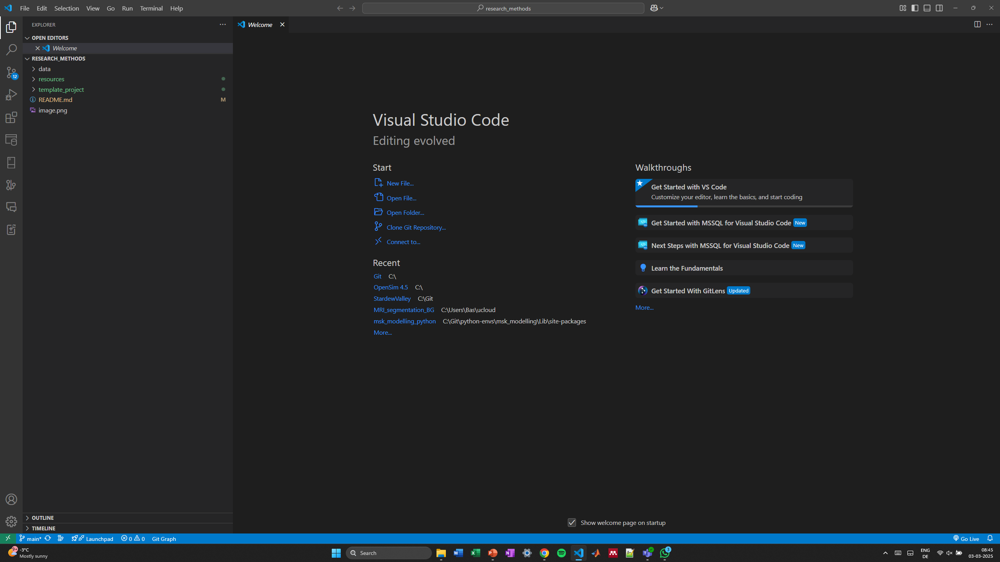 File Edit Selection View Go Run Terminal Help
research_methods
EXPLORER
OPEN EDITORS
Welcome
RESEARCH_METHODS
data
resources
template_project
README.md M
image.png
12
OUTLINE
TIMELINE
Welcome
Visual Studio Code
Editing evolved
Start
New File...
Open File...
Open Folder...
Clone Git Repository...
Connect to...
Recent
Git C:\
OpenSim 4.5 C:\
StardewValley C:\Git
MRI_segmentation_BG C:\Users\Bas\ucloud
msk_modelling_python C:\Git\python-envs\msk_modelling\Lib\site-packages
More...
Walkthroughs
Get Started with VS Code
Customize your editor, learn the basics, and start coding
Get Started with MSSQL for Visual Studio Code New
Next Steps with MSSQL for Visual Studio Code New
Learn the Fundamentals
Get Started With GitLens Updated
More...
Show welcome page on startup
main* Launchpad 0 0 Git Graph
Go Live
9+
-3°C
Mostly sunny
Search
3
ENG
DE
08:45
03-03-2025